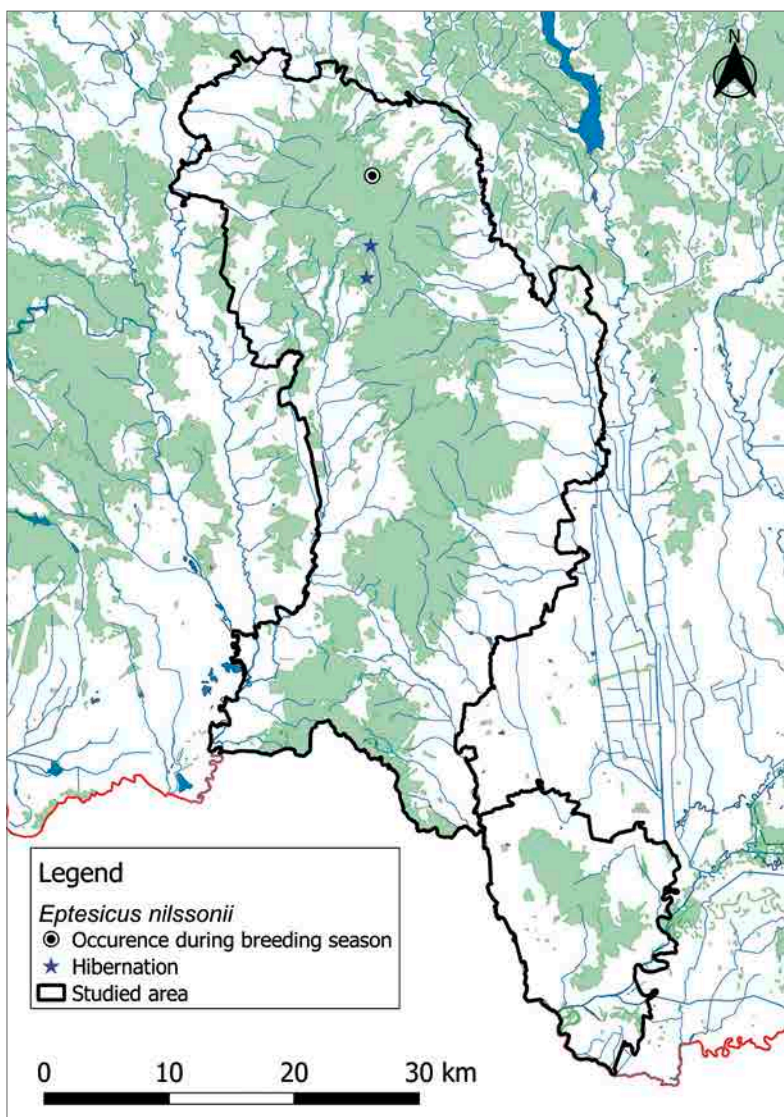 N
Legend
Eptesicus nilssonii
Occurence during breeding season
Hibernation
Studied area
0 10 20 30 km